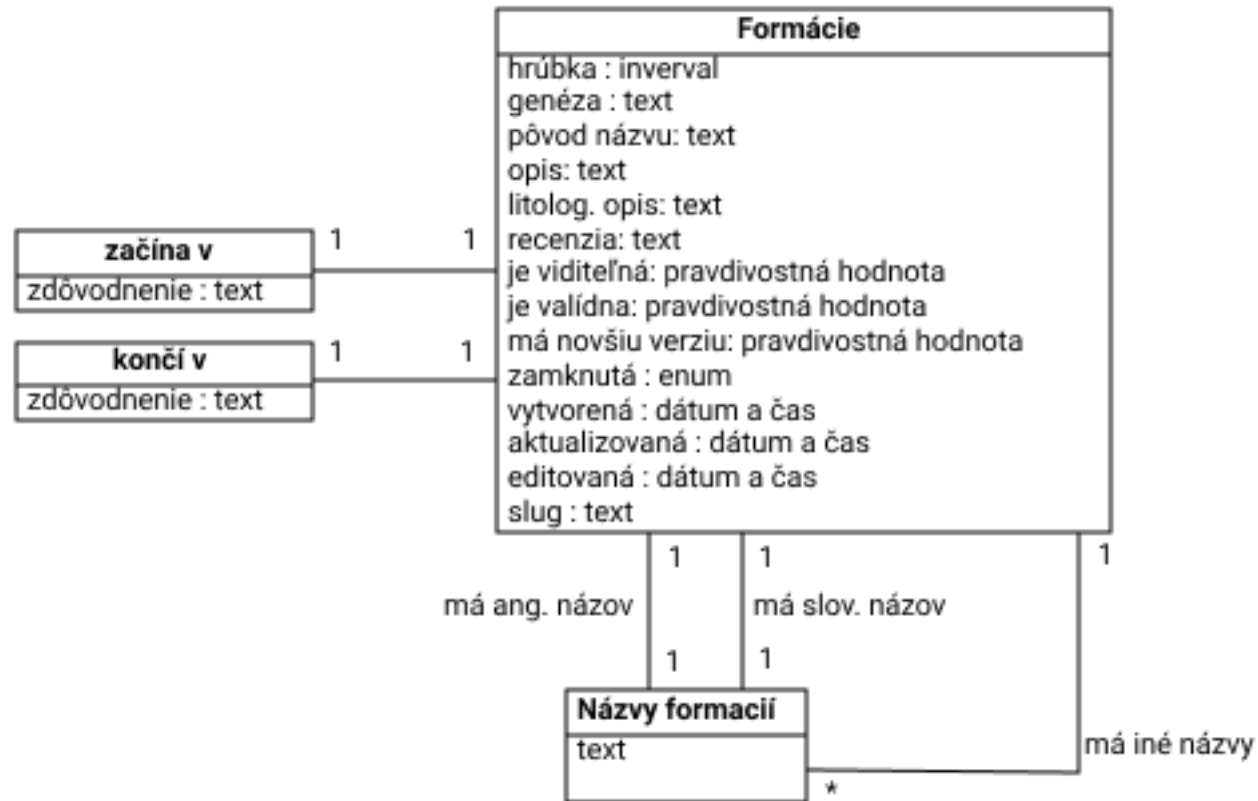 Formácie
hrúbka : inverval
genéza : text
pôvod názvu: text
opis: text
litolog. opis: text
recenzia: text
je viditeľná: pravdivostná hodnota
je valídna: pravdivostná hodnota
má novšiu verziu: pravdivostná hodnota
zamknutá : enum
vytvorená : dátum a čas
aktualizovaná : dátum a čas
editovaná : dátum a čas
slug : text
začína v
zdôvodnenie : text
1 1
končí v
zdôvodnenie : text
1 1
1 1 1
má ang. názov má slov. názov
1 1
Názvy formacií
text
má iné názvy
*